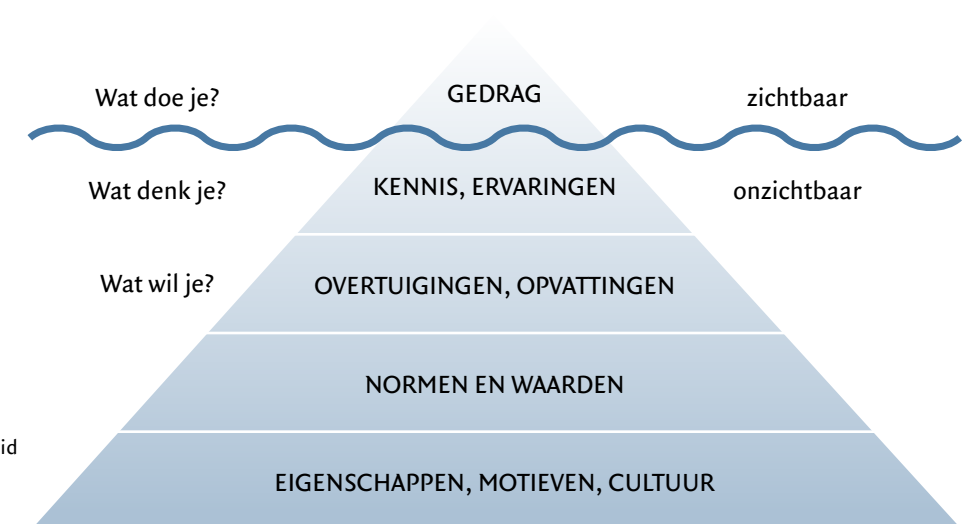 Wat doe je? GEDRAG zichtbaar
Wat denk je? KENNIS, ERVARINGEN onzichtbaar
Wat wil je? OVERTUIGINGEN, OPVATTINGEN
NORMEN EN WAARDEN
id
EIGENSCHAPPEN, MOTIEVEN, CULTUUR